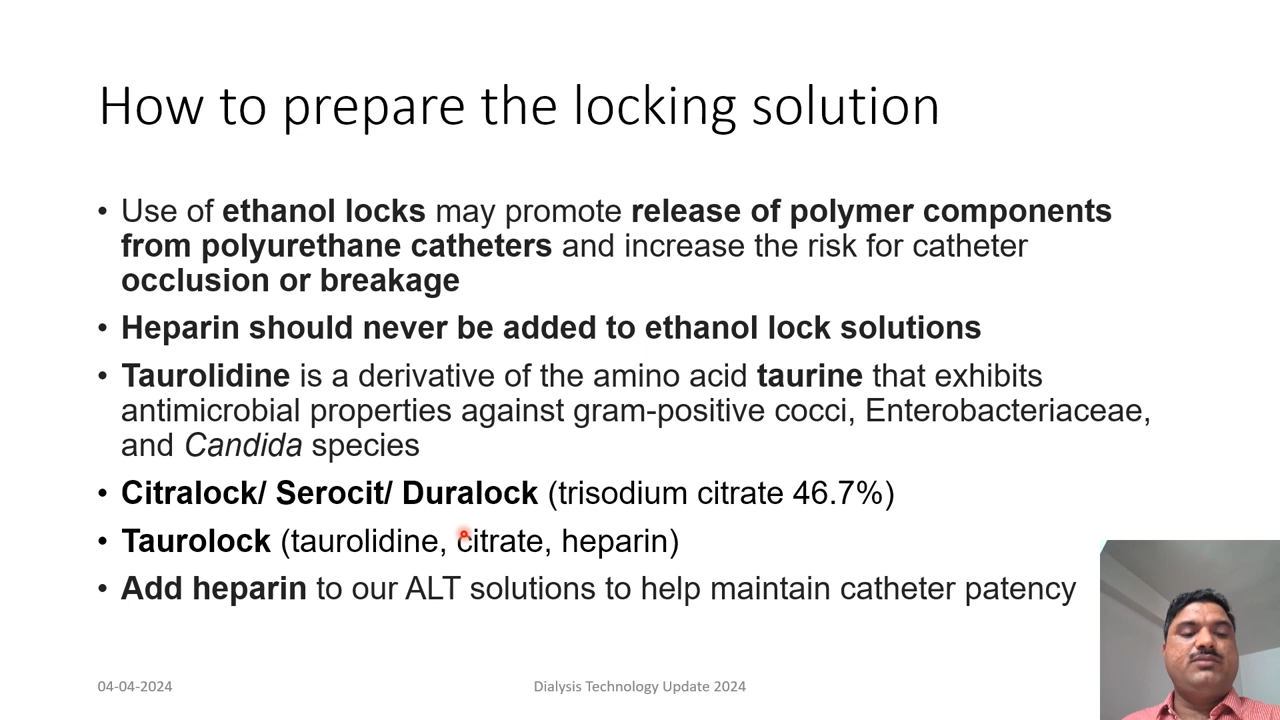 How to prepare the locking solution
• Use of ethanol locks may promote release of polymer components
from polyurethane catheters and increase the risk for catheter
occlusion or breakage
• Heparin should never be added to ethanol lock solutions
• Taurolidine is a derivative of the amino acid taurine that exhibits
antimicrobial properties against gram-positive cocci, Enterobacteriaceae,
and Candida species
• Citralock/ Serocit/ Duralock (trisodium citrate 46.7%)
• Taurolock (taurolidine, citrate, heparin)
• Add heparin to our ALT solutions to help maintain catheter patency
04-04-2024
Dialysis Technology Update 2024